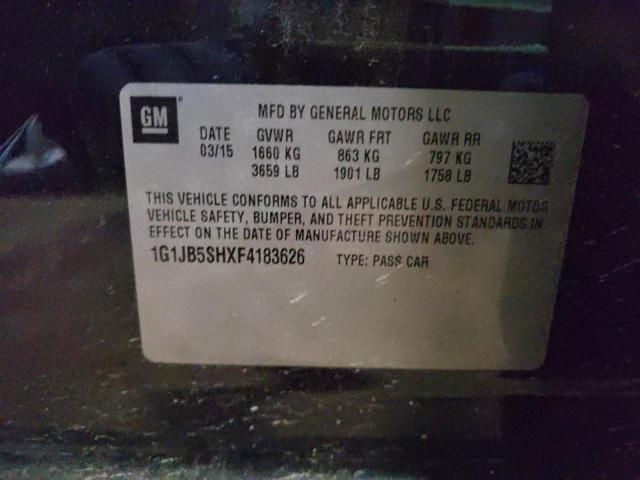 GM
MFD BY GENERAL MOTORS LLC
DATE GVWR GAWR FRT GAWR RR
03/15 1660 KG 863 KG 797 KG
3659 LB 1901 LB 1758 LB
THIS VEHICLE CONFORMS TO ALL APPLICABLE U.S. FEDERAL MOTOR
VEHICLE SAFETY, BUMPER, AND THEFT PREVENTION STANDARDS IN
EFFECT ON THE DATE OF MANUFACTURE SHOWN ABOVE.
1G1JB5SHXF4183626 TYPE: PASS CAR